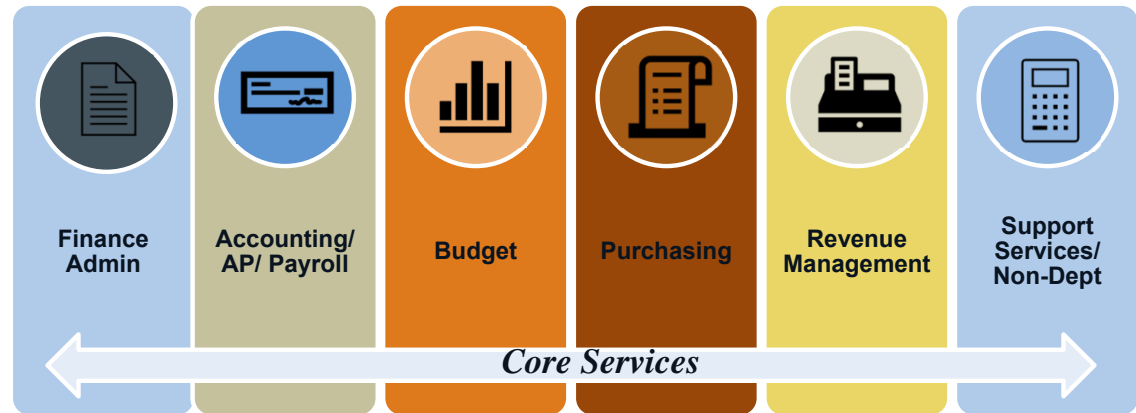 Finance
Admin
Accounting/
AP/ Payroll
Budget
Purchasing
Revenue
Management
Support
Services/
Non-Dept
Core Services